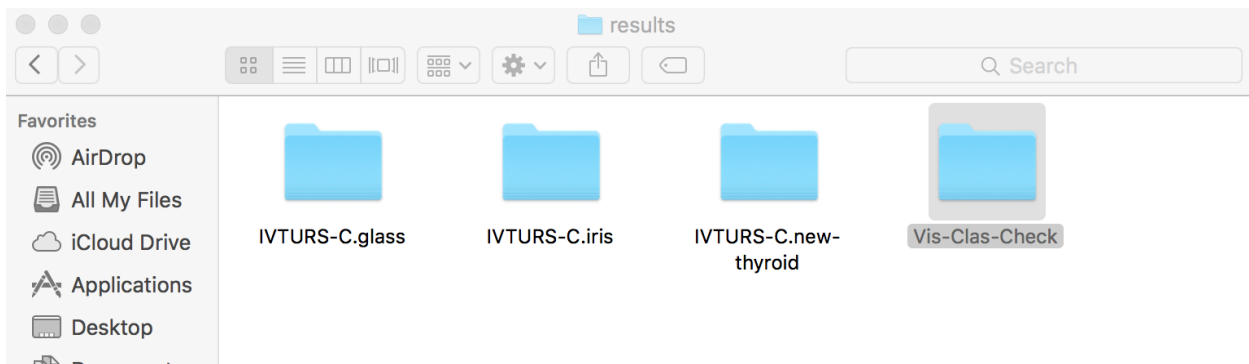 results
Search
Favorites
AirDrop
All My Files
iCloud Drive
Applications
Desktop
IVTURS-C.glass
IVTURS-C.iris
IVTURS-C.new-
thyroid
Vis-Clas-Check